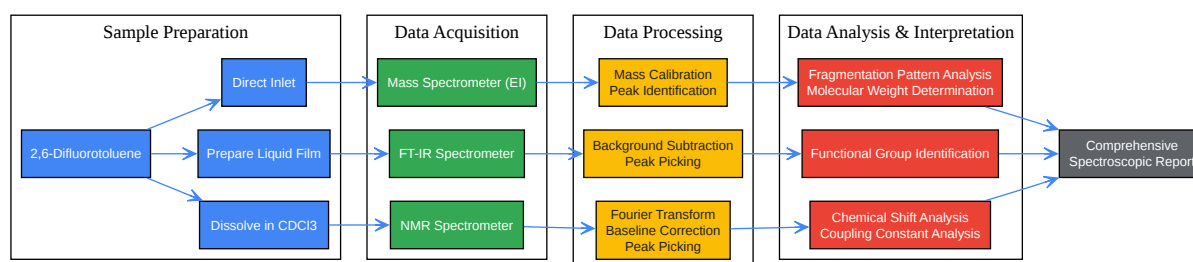 Sample Preparation
Data Acquisition
Data Processing
Data Analysis & Interpretation
Direct Inlet
Mass Spectrometer (EI)
Mass Calibration
Peak Identification
Fragmentation Pattern Analysis
Molecular Weight Determination
2,6-Difluorotoluene
Prepare Liquid Film
FT-IR Spectrometer
Background Subtraction
Peak Picking
Functional Group Identification
Comprehensive
Spectroscopic Report
Dissolve in CDCl3
NMR Spectrometer
Fourier Transform
Baseline Correction
Peak Picking
Chemical Shift Analysis
Coupling Constant Analysis